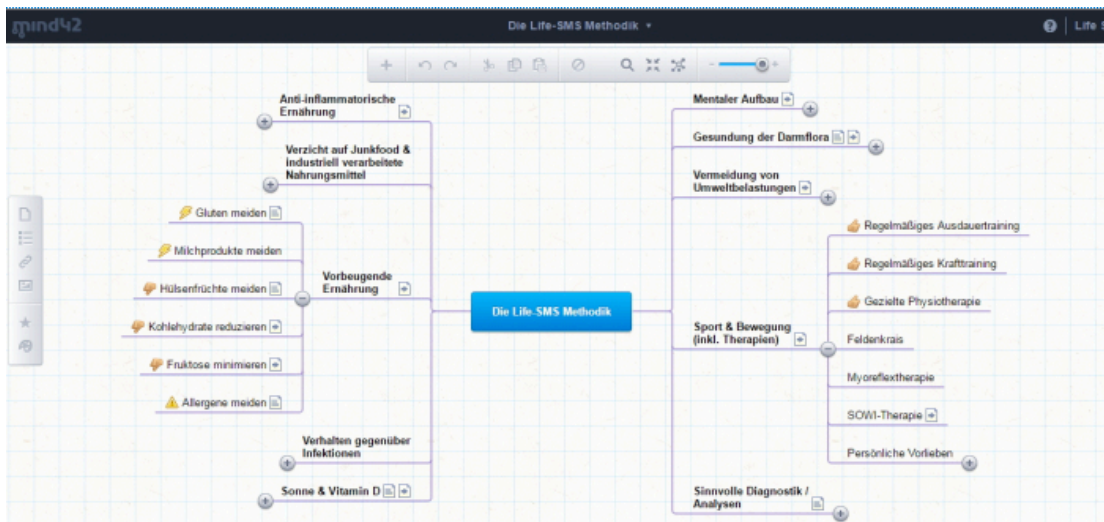 mind42
Die Life-SMS Methodik
Life
Anti-inflammatorische
Ernährung
Verzicht auf Junkfood &
industriell verarbeitete
Nahrungsmittel
Gluten meiden
Milchprodukte meiden
Hülsenfrüchte meiden
Kohlehydrate reduzieren
Fruktose minimieren
Allergene meiden
Vorbeugende
Ernährung
Verhalten gegenüber
Infektionen
Sonne & Vitamin D
Die Life-SMS Methodik
Mentaler Aufbau
Gesundung der Darmflora
Vermeidung von
Umweltbelastungen
Sport & Bewegung
(inkl. Therapien)
Regelmäßiges Ausdauertraining
Regelmäßiges Krafttraining
Gezielte Physiotherapie
Feldenkrais
Myoreflextherapie
SOWI-Therapie
Persönliche Vorlieben
Sinnvolle Diagnostik /
Analysen